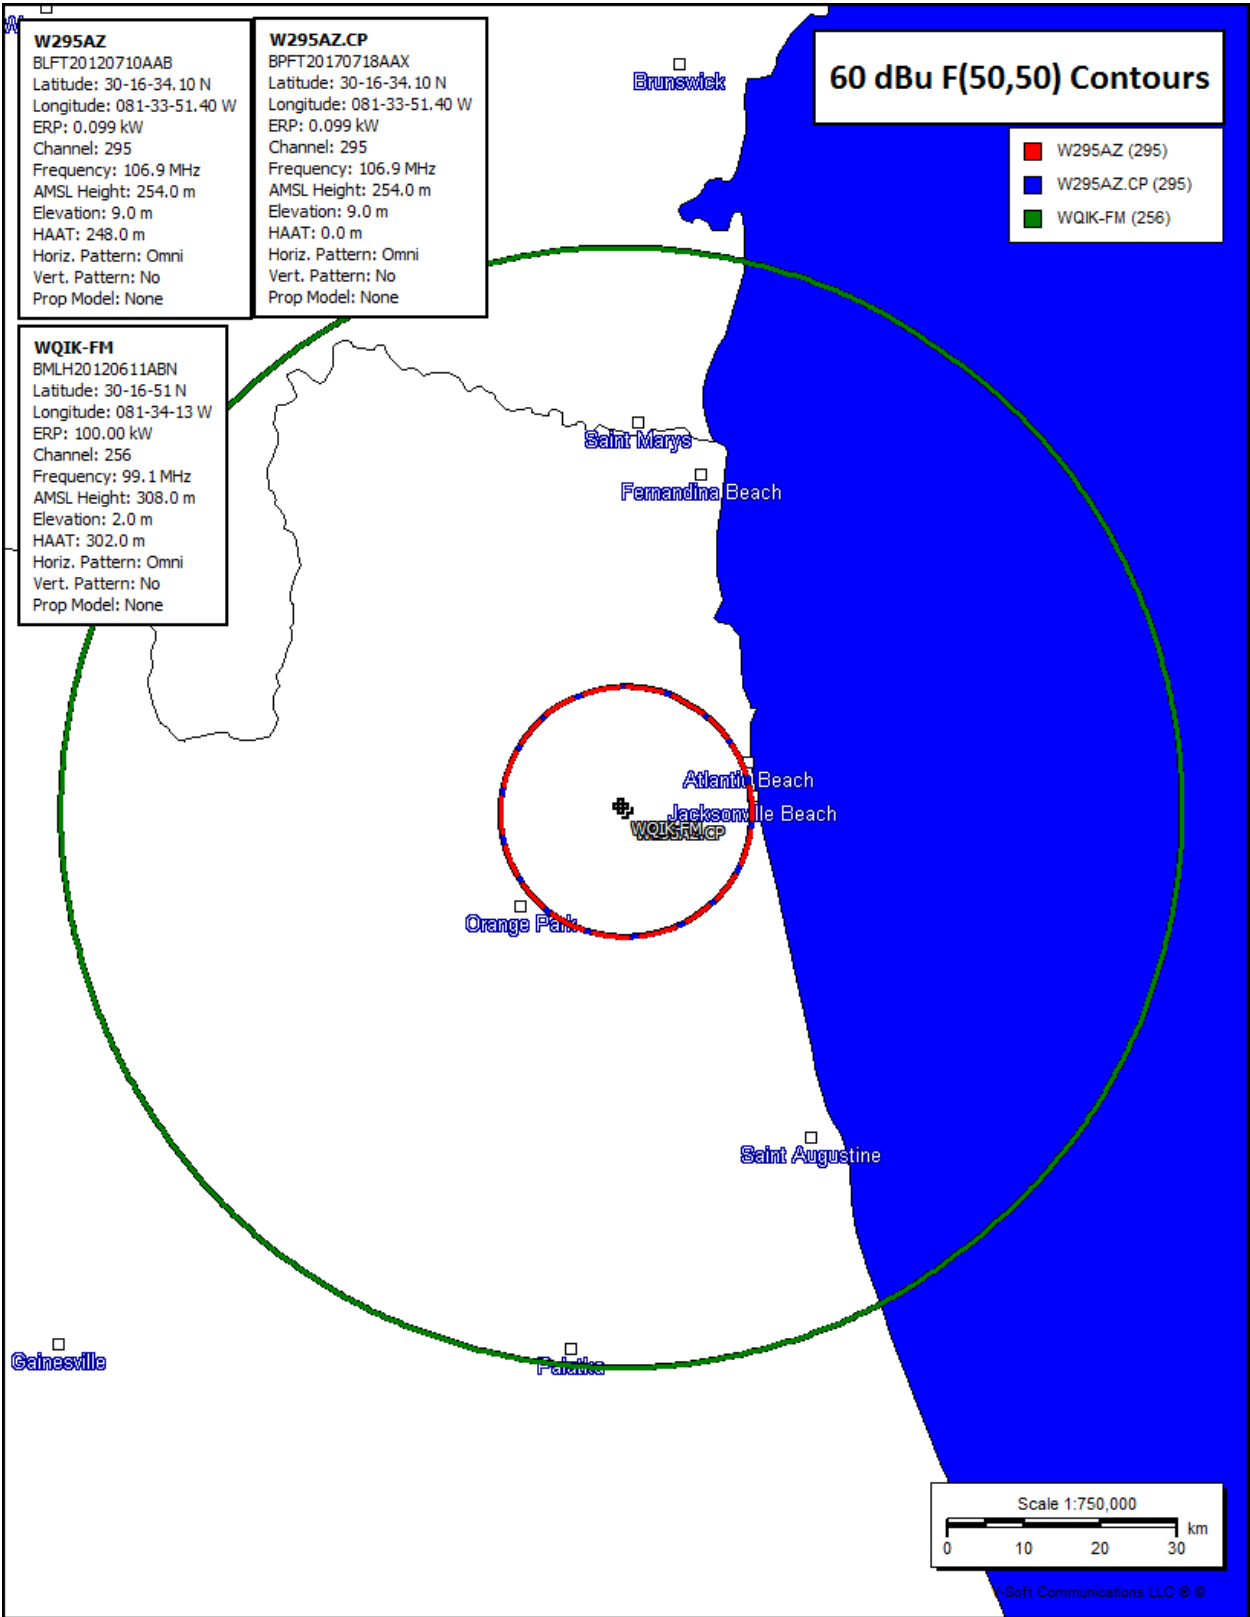 W295AZ
BLFT20120710AAB
Latitude: 30-16-34.10 N
Longitude: 081-33-51.40 W
ERP: 0.099 kW
Channel: 295
Frequency: 106.9 MHz
AMSL Height: 254.0 m
Elevation: 9.0 m
HAAT: 248.0 m
Horiz. Pattern: Omni
Vert. Pattern: No
Prop Model: None
W295AZ.CP
BPFT20170718AAX
Latitude: 30-16-34.10 N
Longitude: 081-33-51.40 W
ERP: 0.099 kW
Channel: 295
Frequency: 106.9 MHz
AMSL Height: 254.0 m
Elevation: 9.0 m
HAAT: 0.0 m
Horiz. Pattern: Omni
Vert. Pattern: No
Prop Model: None
Brunswick
60 dBu F(50,50) Contours
W295AZ (295)
W295AZ.CP (295)
WQIK-FM (256)
WQIK-FM
BMLH20120611ABN
Latitude: 30-16-51 N
Longitude: 081-34-13 W
ERP: 100.00 kW
Channel: 256
Frequency: 99.1 MHz
AMSL Height: 308.0 m
Elevation: 2.0 m
HAAT: 302.0 m
Horiz. Pattern: Omni
Vert. Pattern: No
Prop Model: None
Saint Marys
Fernandina Beach
Atlantic Beach
Jacksonville Beach
WQIK-FM
Orange Park
Saint Augustine
Gainesville
Palatka
Scale 1:750,000
km
0 10 20 30
-Soft Communications LLC ® ®